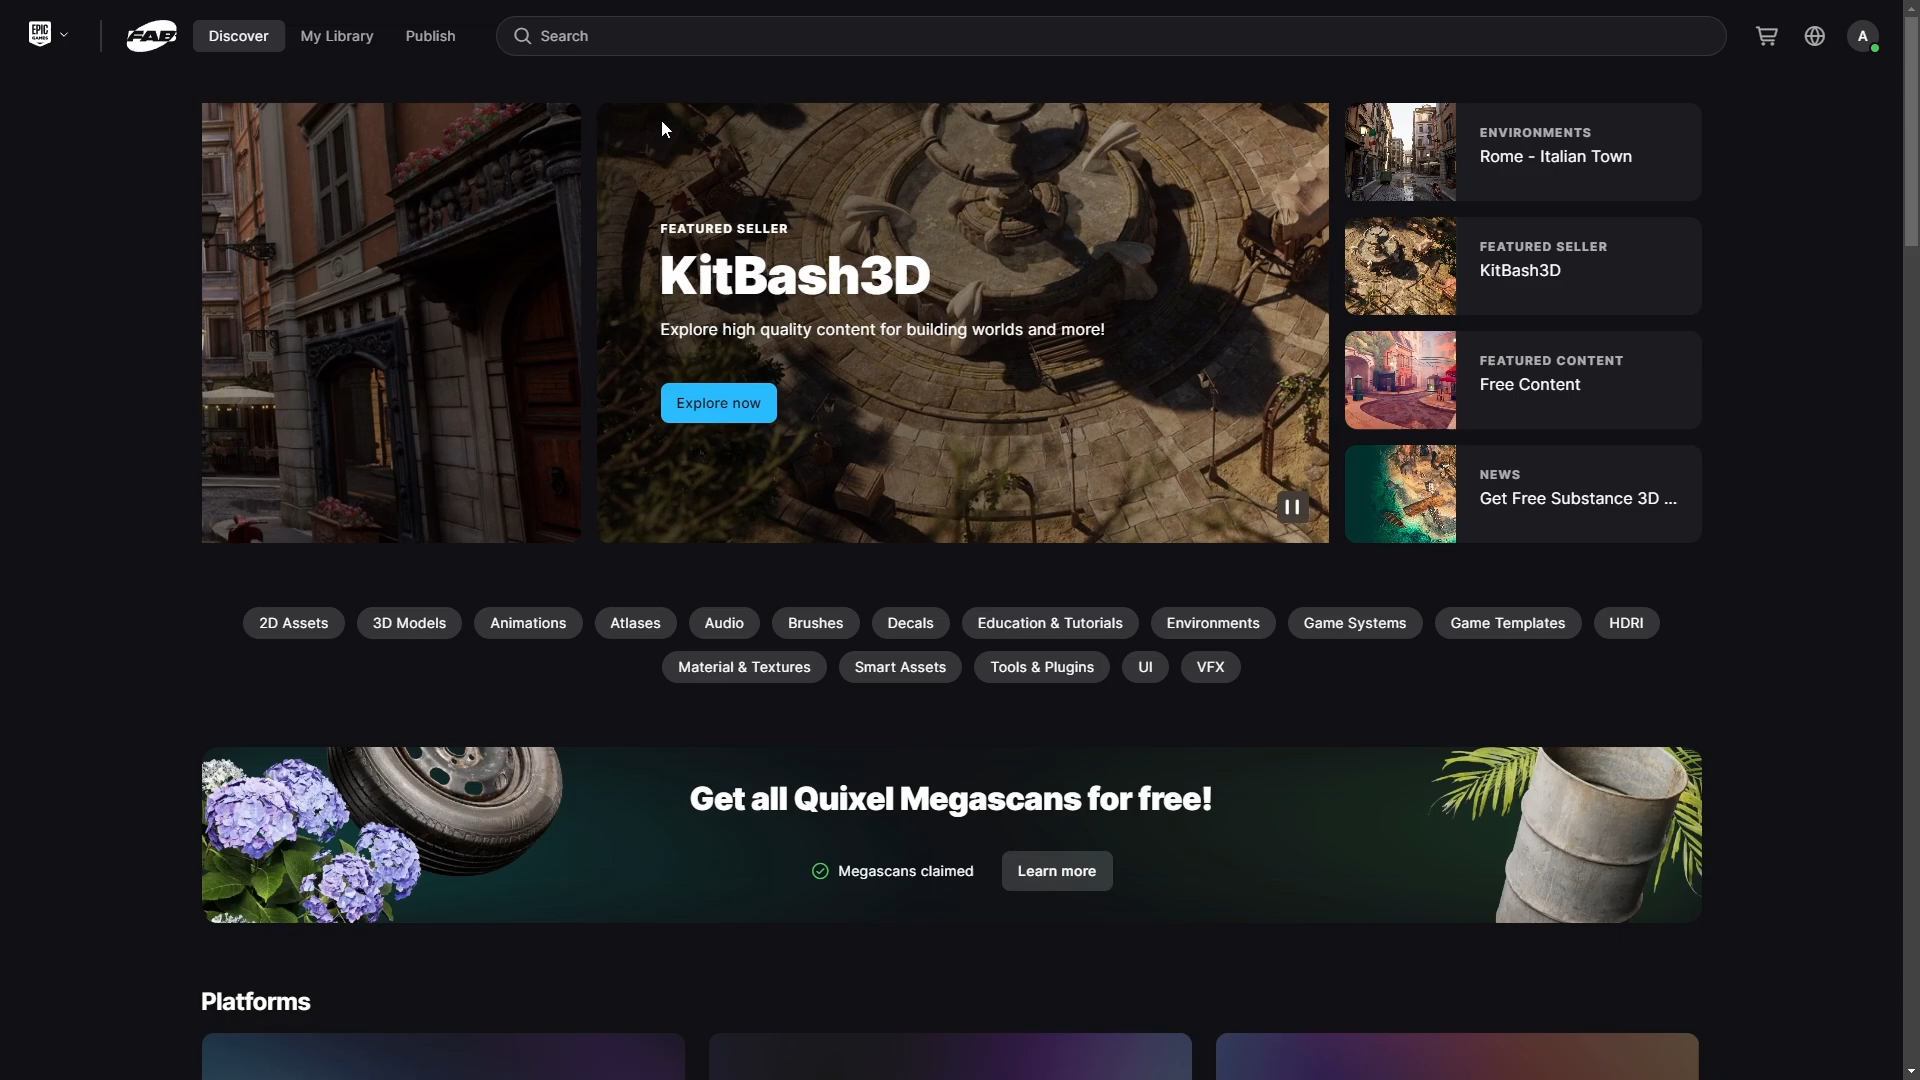 EPIC GAMES
FAB
Discover
My Library
Publish
Search
A
FEATURED SELLER
KitBash3D
Explore high quality content for building worlds and more!
Explore now
ENVIRONMENTS
Rome - Italian Town
FEATURED SELLER
KitBash3D
FEATURED CONTENT
Free Content
NEWS
Get Free Substance 3D ...
2D Assets 3D Models Animations Atlases Audio Brushes Decals Education & Tutorials Environments Game Systems Game Templates HDRI
Material & Textures Smart Assets Tools & Plugins UI VFX
Get all Quixel Megascans for free!
Megascans claimed
Learn more
Platforms